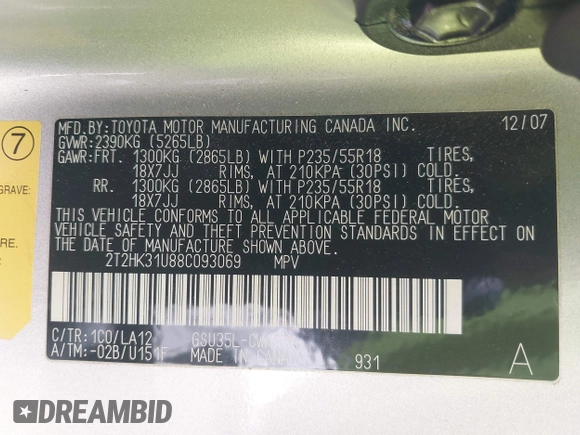 7
GRAVE:
RE.
MFD.BY:TOYOTA MOTOR MANUFACTURING CANADA INC. 12/07
GVWR:2390KG (5265LB)
GAWR:FRT. 1300KG (2865LB) WITH P235/55R18 TIRES,
18X7JJ RIMS, AT 210KPA (30PSI) COLD.
RR. 1300KG (2865LB) WITH P235/55R18 TIRES,
18X7JJ RIMS, AT 210KPA (30PSI) COLD.
THIS VEHICLE CONFORMS TO ALL APPLICABLE FEDERAL MOTOR
VEHICLE SAFETY AND THEFT PREVENTION STANDARDS IN EFFECT ON
THE DATE OF MANUFACTURE SHOWN ABOVE.
2T2HK31U88C093069 MPV
C/TR:1C0/LA12
A/TM:-02B/U151F MADE IN 931 A
DREAMBID